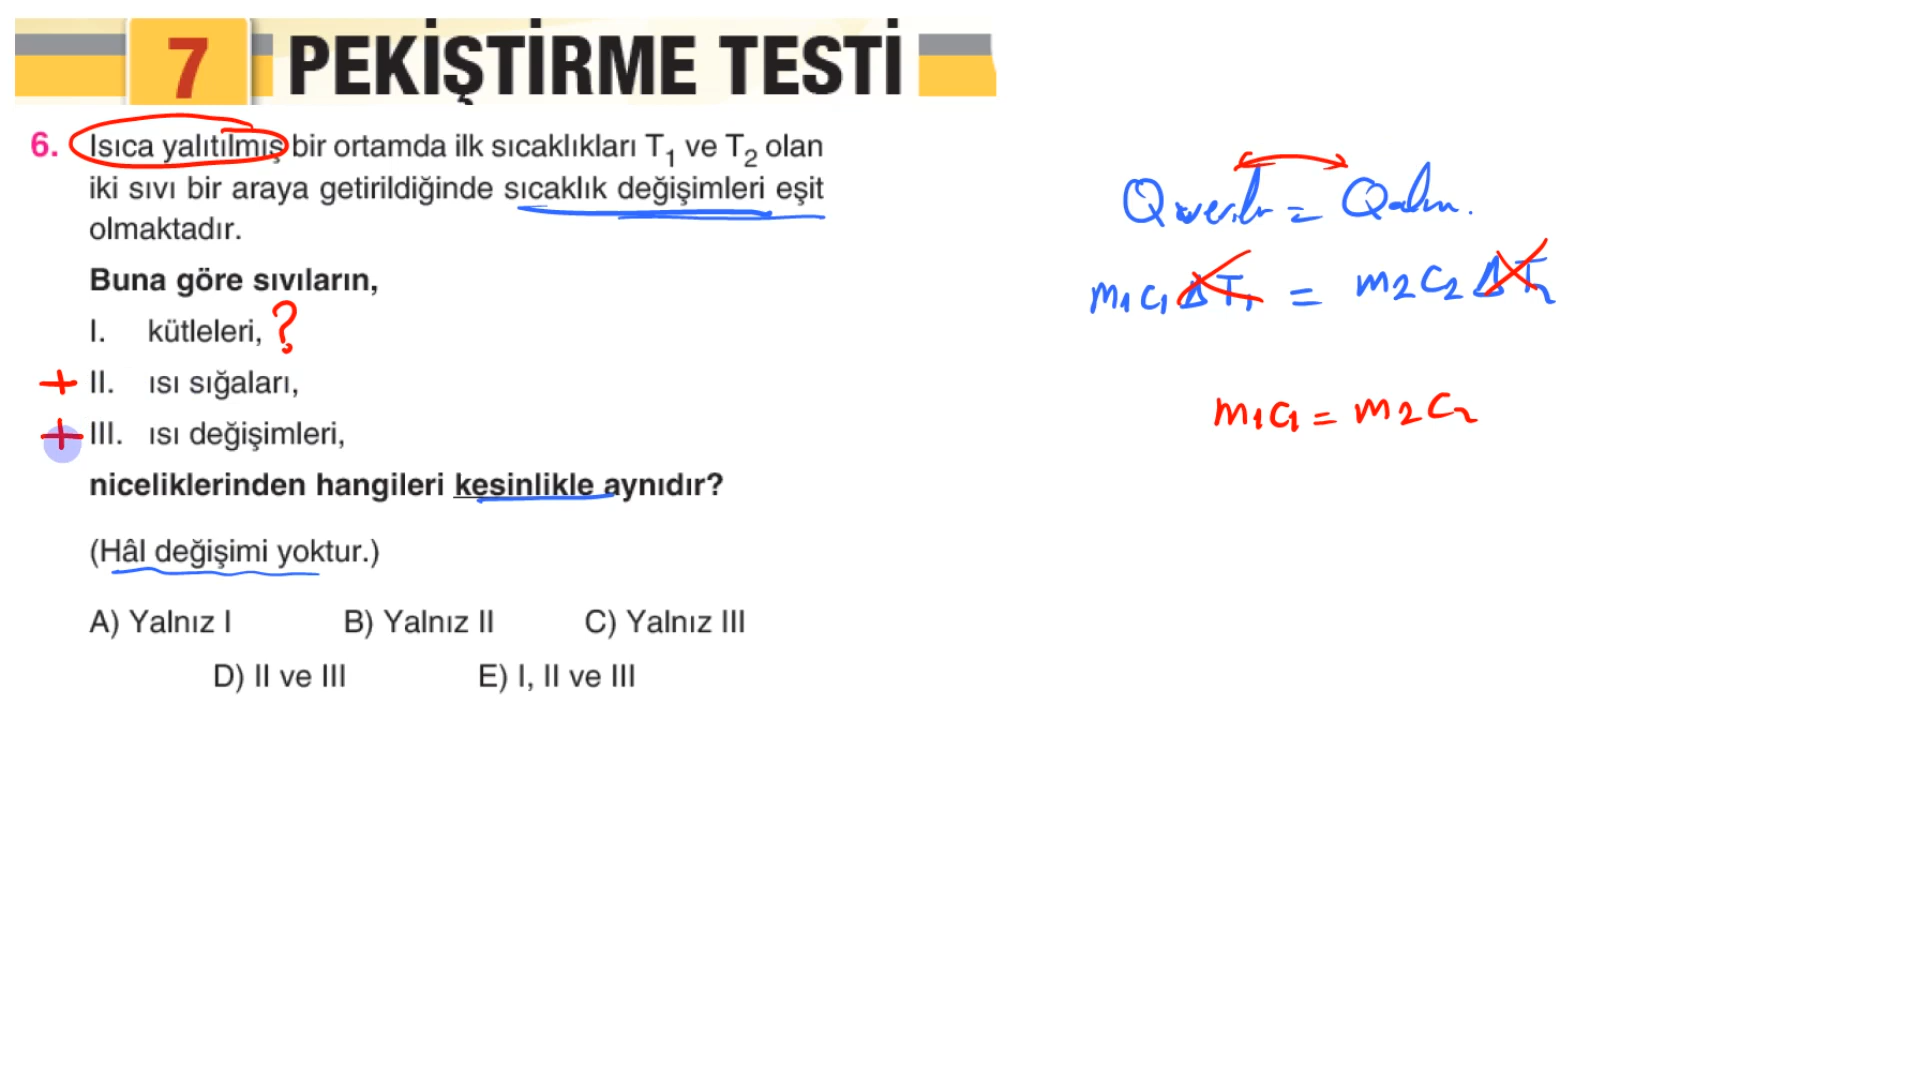 7 PEKİŞTİRME TESTİ
6. Isıca yalıtılmış bir ortamda ilk sıcaklıkları T₁ ve T₂ olan
iki sıvı bir araya getirildiğinde sıcaklık değişimleri eşit
olmaktadır.
Buna göre sıvıların,
I. kütleleri, ?
+ II. ısı sığaları,
+ III. ısı değişimleri,
niceliklerinden hangileri kesinlikle aynıdır?
(Hâl değişimi yoktur.)
A) Yalnız I B) Yalnız II C) Yalnız III
D) II ve III E) I, II ve III
Qverilen = Qalınan.
m₁c₁ΔT₁ = m₂c₂ΔT₂
m₁c₁ = m₂c₂